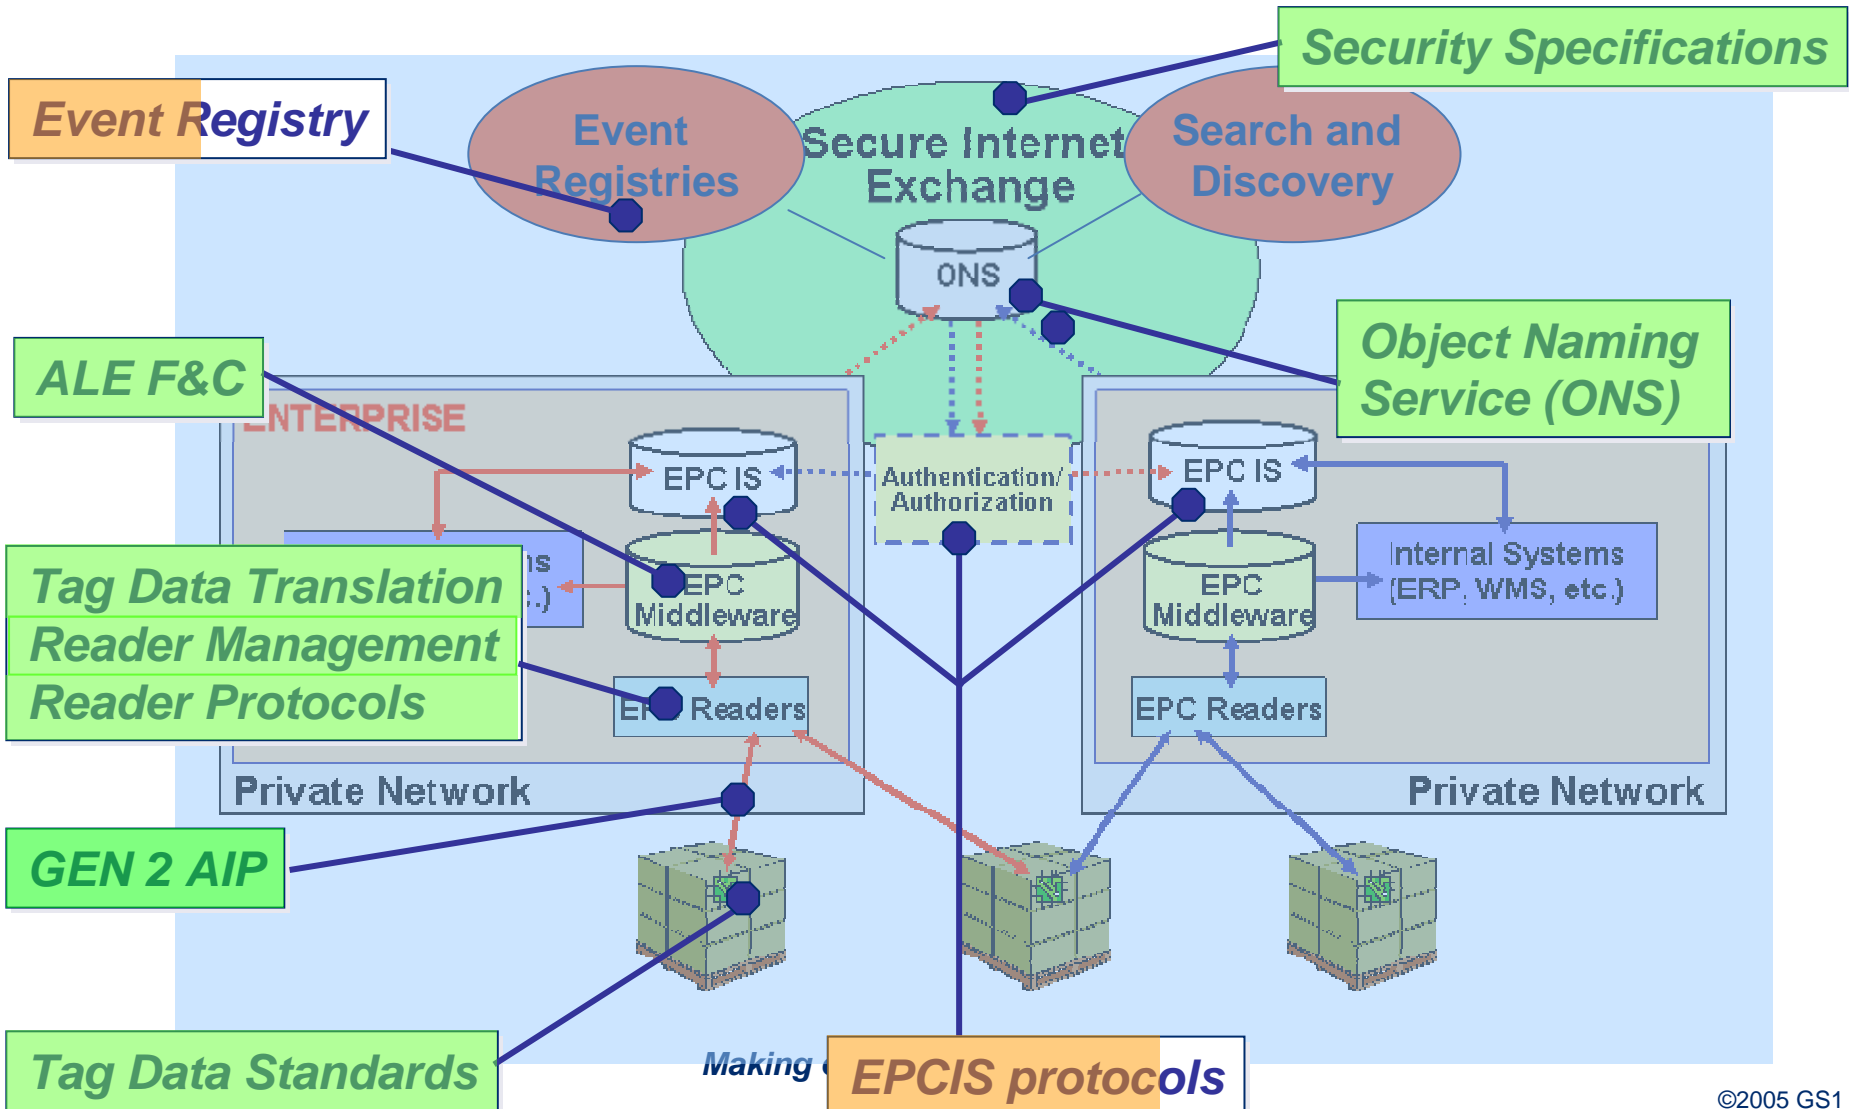 Security Specifications
Event Registry
Event
Registries
Secure Internet
Exchange
Search and
Discovery
ONS
Object Naming
Service (ONS)
ALE F&C
ENTERPRISE
EPC IS
Authentication/
Authorization
EPC IS
Tag Data Translation
Reader Management
Reader Protocols
EPC
Middleware
EPC
Middleware
Internal Systems
(ERP, WMS, etc.)
Readers
EPC Readers
Private Network
Private Network
GEN 2 AIP
Tag Data Standards
Making
EPCIS protocols
©2005 GS1